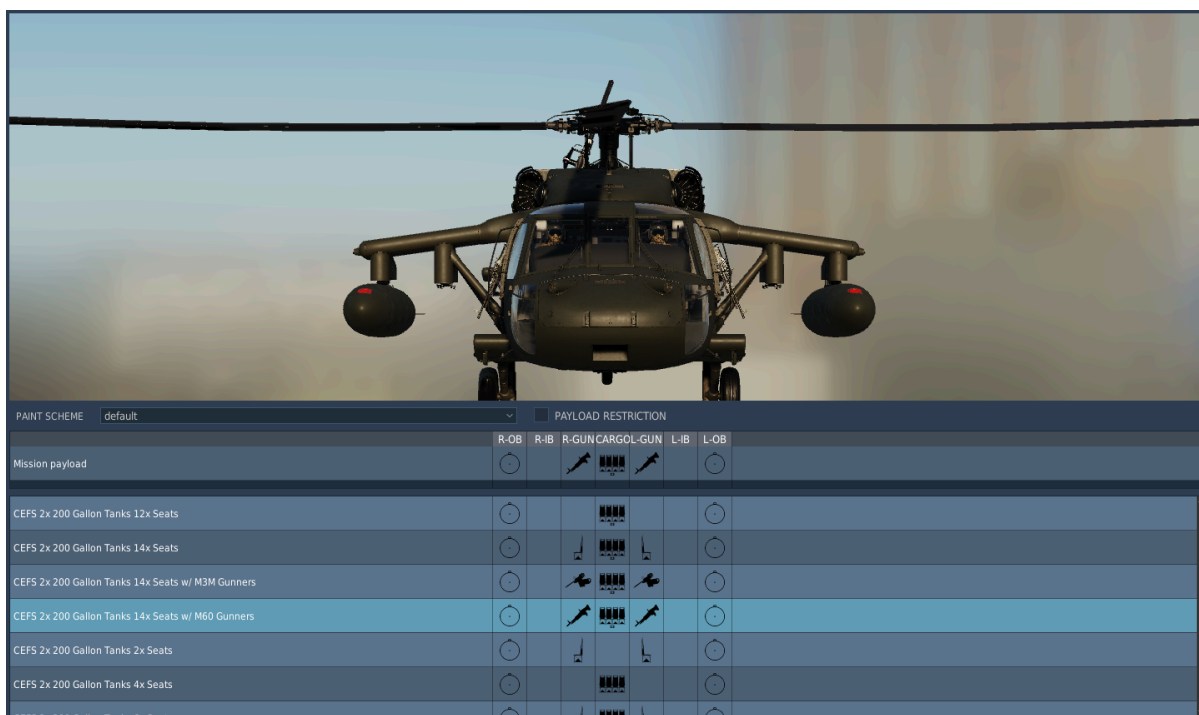 PAINT SCHEME default PAYLOAD RESTRICTION
R-OB R-IB R-GUN CARGO L-GUN L-IB L-OB
Mission payload
CEFS 2x 200 Gallon Tanks 12x Seats
CEFS 2x 200 Gallon Tanks 14x Seats
CEFS 2x 200 Gallon Tanks 14x Seats w/ M3M Gunners
CEFS 2x 200 Gallon Tanks 14x Seats w/ M60 Gunners
CEFS 2x 200 Gallon Tanks 2x Seats
CEFS 2x 200 Gallon Tanks 4x Seats